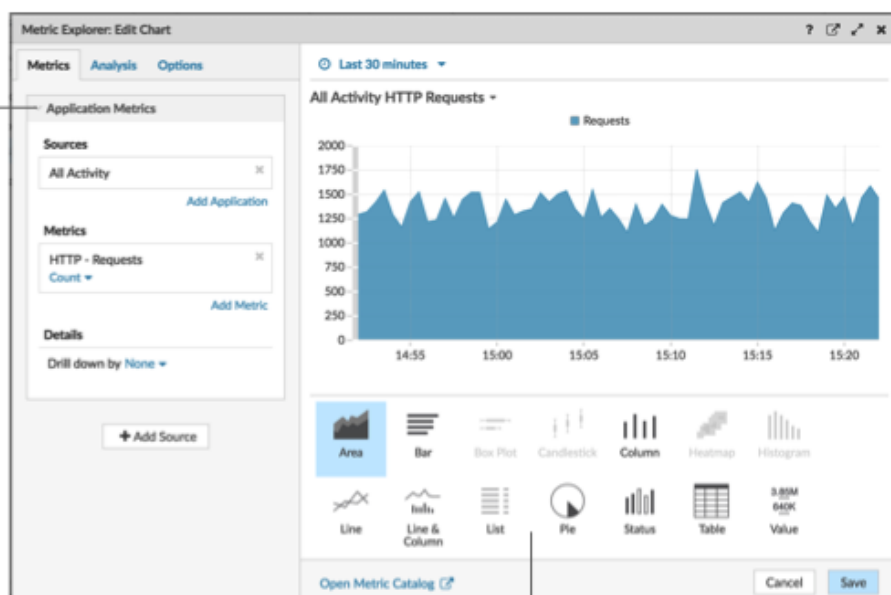 Metric Explorer: Edit Chart
?
Metrics Analysis Options
Application Metrics
Sources
All Activity
Add Application
Metrics
HTTP - Requests
Count
Add Metric
Details
Drill down by None
+ Add Source
Last 30 minutes
All Activity HTTP Requests
Requests
2000
1750
1500
1250
1000
750
500
250
0
14:55 15:00 15:05 15:10 15:15 15:20
Area Bar Box Plot Candlestick Column Heatmap Histogram
3.85M
640K
Line Line & Column List Pie Status Table Value
Open Metric Catalog
Cancel Save